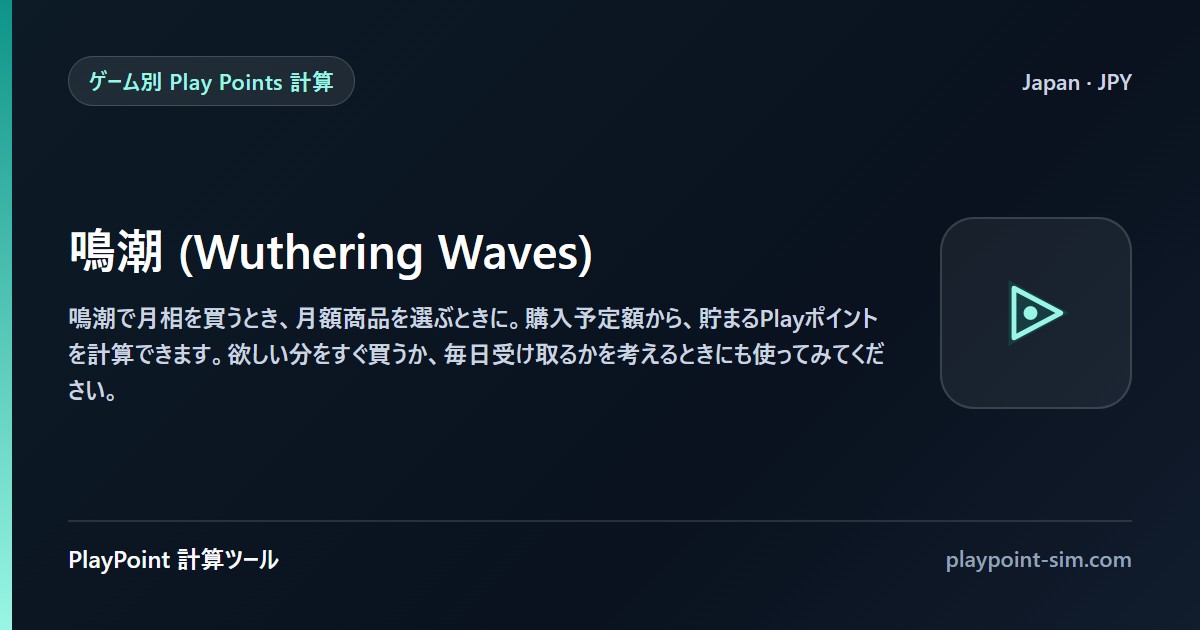 ゲーム別 Play Points 計算
Japan · JPY
鳴潮 (Wuthering Waves)
鳴潮で月相を買うとき、月額商品を選ぶときに。購入予定額から、貯まるPlayポイント
を計算できます。欲しい分をすぐ買うか、毎日受け取るかを考えるときにも使ってみてくだ
さい。
PlayPoint 計算ツール
playpoint-sim.com